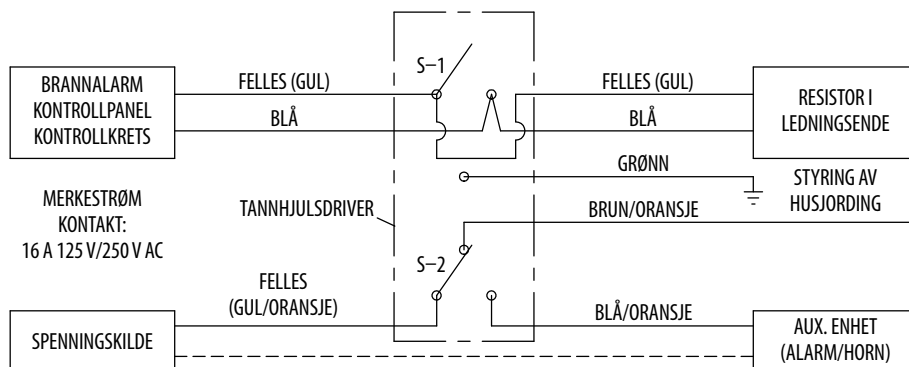 BRANNALARM
KONTROLLPANEL
KONTROLLKRETS
FELLES (GUL)
BLÅ
S–1
FELLES (GUL)
BLÅ
RESISTOR I
LEDNINGSENDE
MERKESTRØM
KONTAKT:
16 A 125 V/250 V AC
TANNHJULSDRIVER
GRØNN
STYRING AV
HUSJORDING
BRUN/ORANSJE
S–2
FELLES
(GUL/ORANSJE)
BLÅ/ORANSJE
SPENNINGSKILDE
AUX. ENHET
(ALARM/HORN)